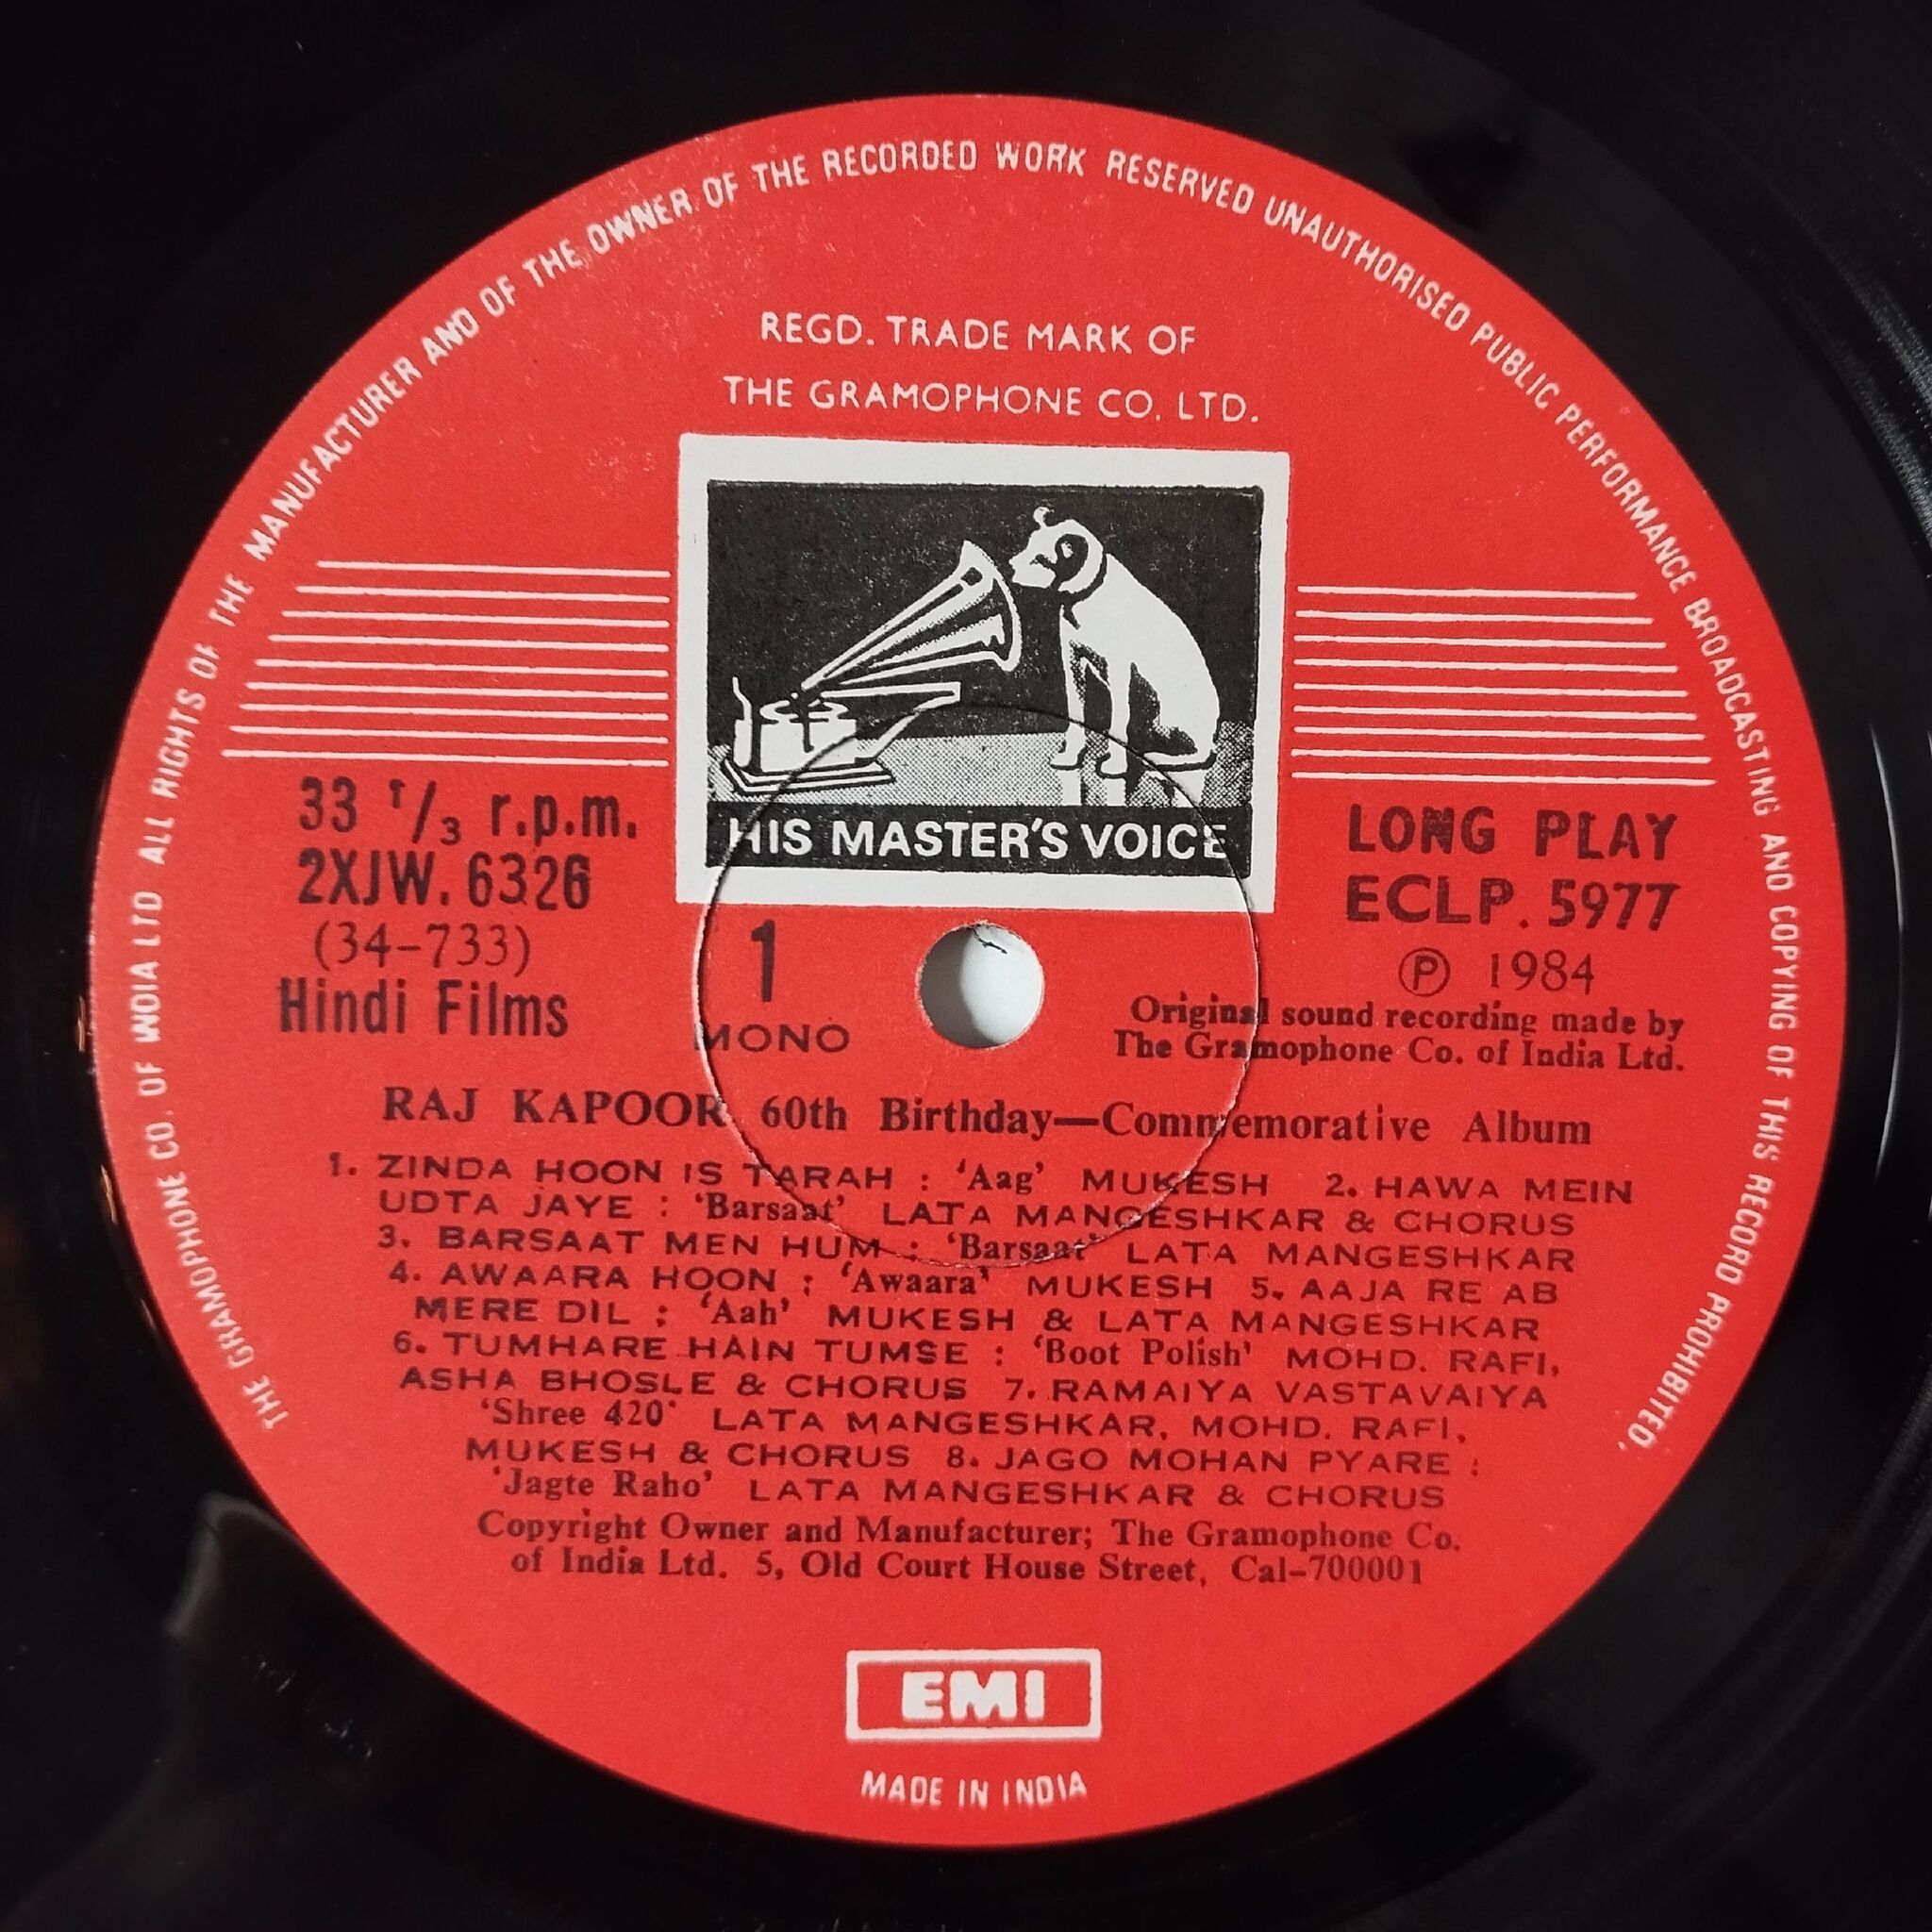 THE GRAMOPHONE CO. OF INDIA LTD ALL RIGHTS OF THE MANUFACTURER AND OF THE OWNER OF THE RECORDED WORK RESERVED UNAUTHORISED PUBLIC PERFORMANCE BROADCASTING AND COPYING OF THIS RECORD PROHIBITED.
REGD. TRADE MARK OF
THE GRAMOPHONE CO. LTD.
HIS MASTER'S VOICE
33 1/3 r.p.m.
2XJW. 6326
(34-733)
Hindi Films
1
MONO
LONG PLAY
ECLP. 5977
Ⓟ 1984
Original sound recording made by
The Gramophone Co. of India Ltd.
RAJ KAPOOR 60th Birthday—Commemorative Album
1. ZINDA HOON IS TARAH : 'Aag' MUKESH 2. HAWA MEIN
UDTA JAYE : 'Barsaat' LATA MANGESHKAR & CHORUS
3. BARSAAT MEN HUM : 'Barsaat' LATA MANGESHKAR
4. AWAARA HOON : 'Awaara' MUKESH 5. AAJA RE AB
MERE DIL : 'Aah' MUKESH & LATA MANGESHKAR
6. TUMHARE HAIN TUMSE : 'Boot Polish' MOHD. RAFI,
ASHA BHOSLE & CHORUS 7. RAMAIYA VASTAVAIYA
'Shree 420' LATA MANGESHKAR, MOHD. RAFI,
MUKESH & CHORUS 8. JAGO MOHAN PYARE :
'Jagte Raho' LATA MANGESHKAR & CHORUS
Copyright Owner and Manufacturer; The Gramophone Co.
of India Ltd. 5, Old Court House Street, Cal-700001
EMI
MADE IN INDIA